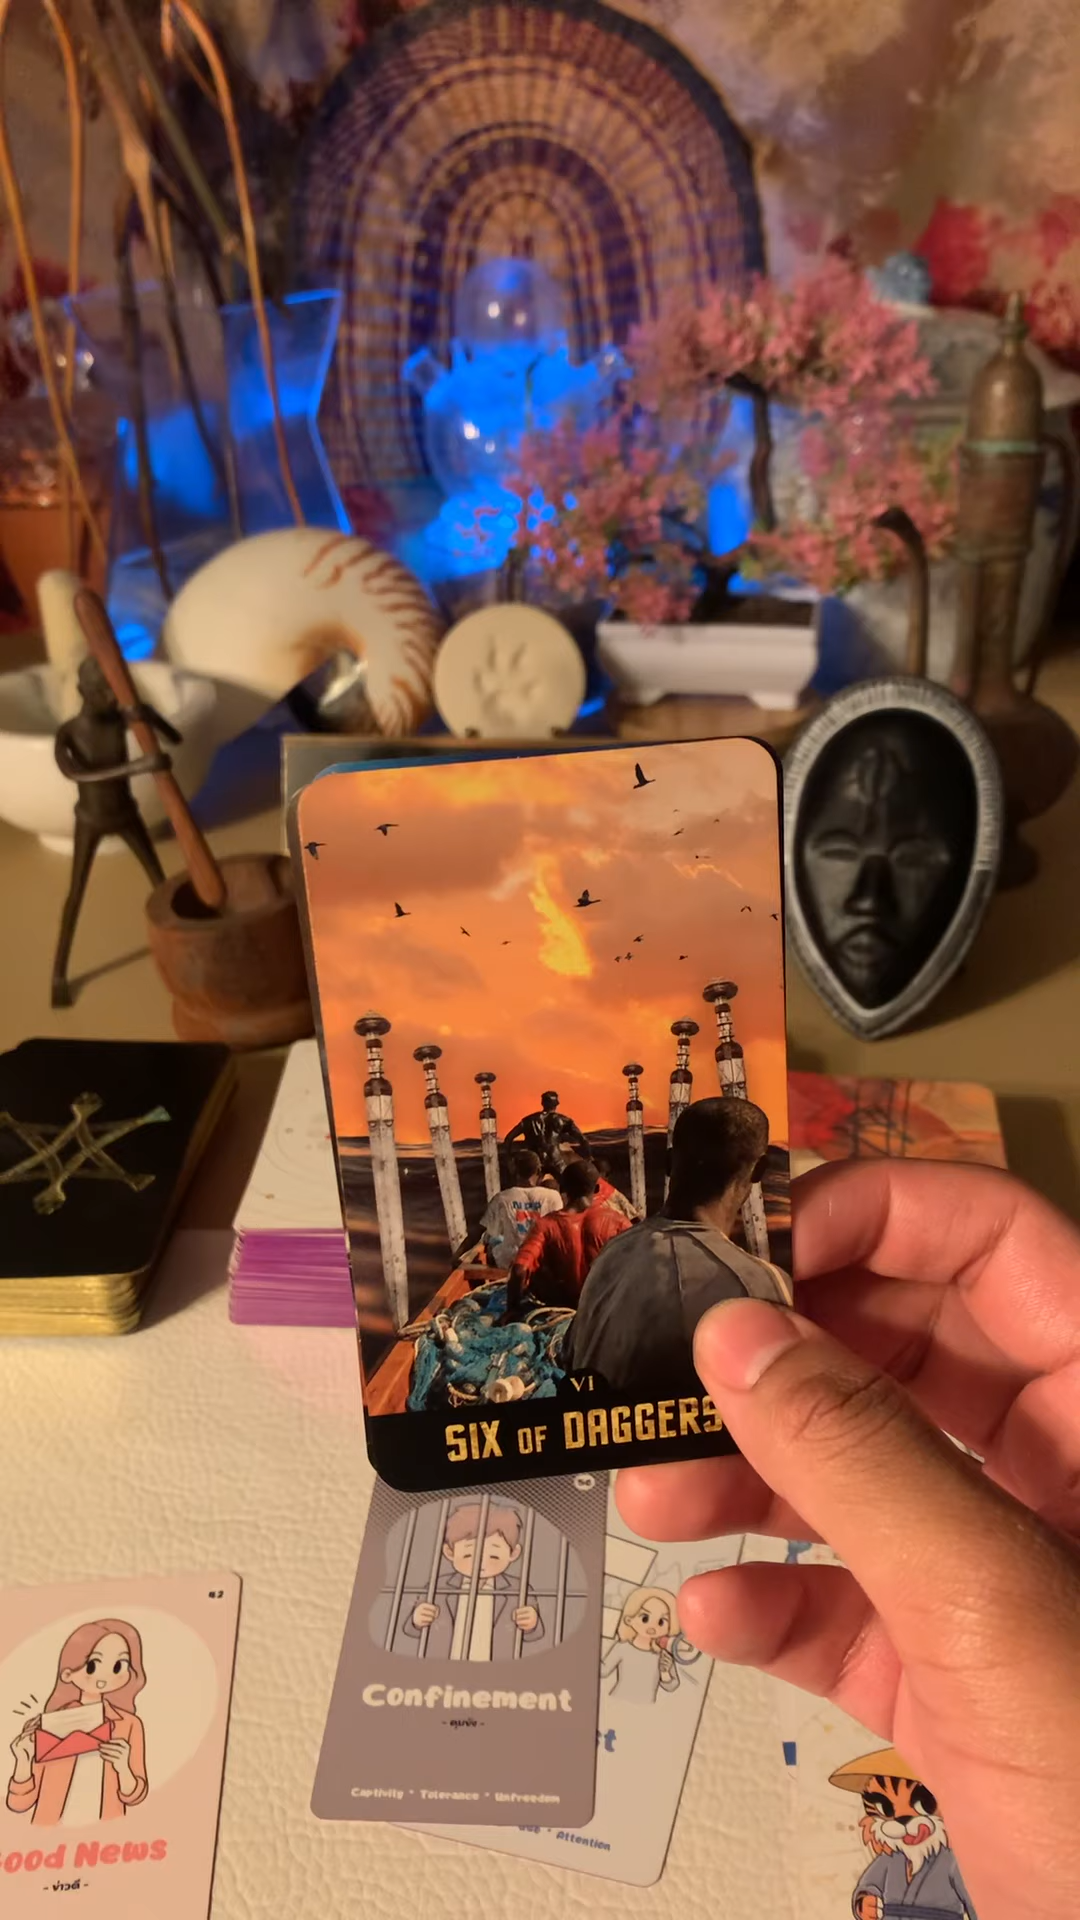 VI
SIX OF DAGGERS
Confinement
- คุมขัง -
Captivity • Tolerance • Unfreedom
Good News
- ข่าวดี -
• Attention